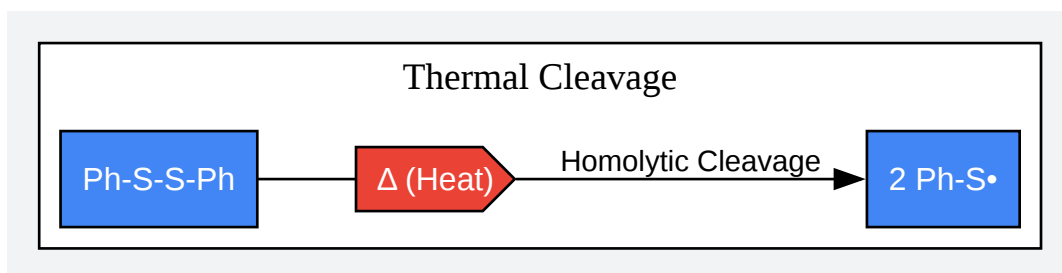 Thermal Cleavage
Ph-S-S-Ph
Δ (Heat)
Homolytic Cleavage
2 Ph-S•